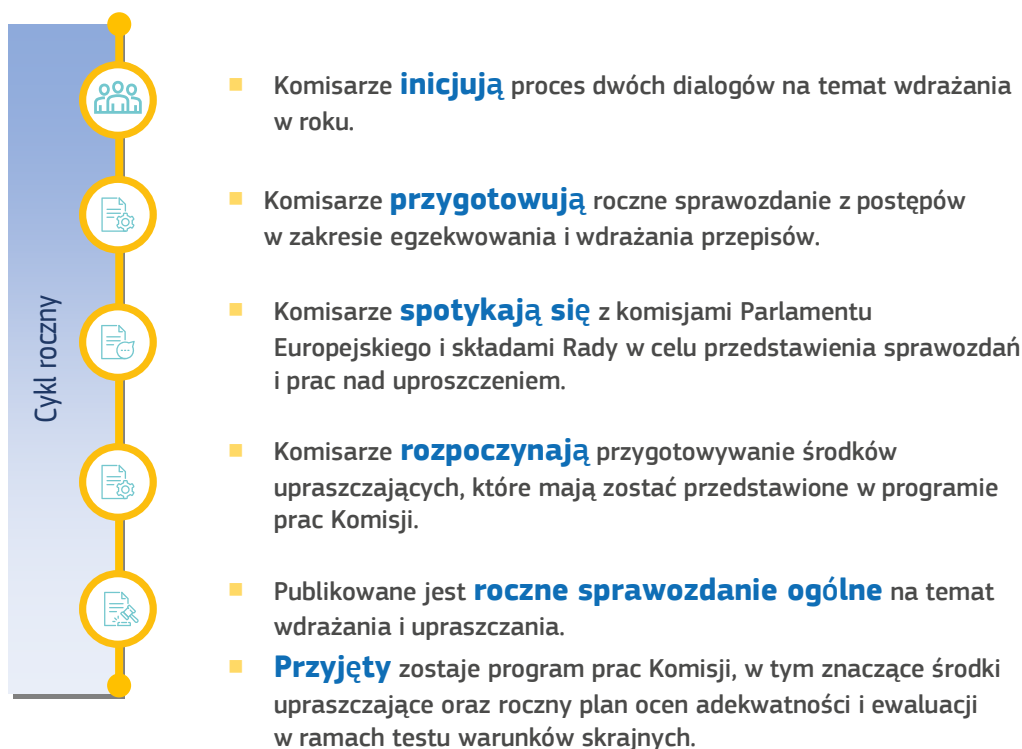 Cykl roczny
Komisarze inicjują proces dwóch dialogów na temat wdrażania
w roku.
Komisarze przygotowują roczne sprawozdanie z postępów
w zakresie egzekwowania i wdrażania przepisów.
Komisarze spotykają się z komisjami Parlamentu
Europejskiego i składami Rady w celu przedstawienia sprawozdań
i prac nad uproszczeniem.
Komisarze rozpoczynają przygotowywanie środków
upraszczających, które mają zostać przedstawione w programie
prac Komisji.
Publikowane jest roczne sprawozdanie ogólne na temat
wdrażania i upraszczania.
Przyjęty zostaje program prac Komisji, w tym znaczące środki
upraszczające oraz roczny plan ocen adekwatności i ewaluacji
w ramach testu warunków skrajnych.